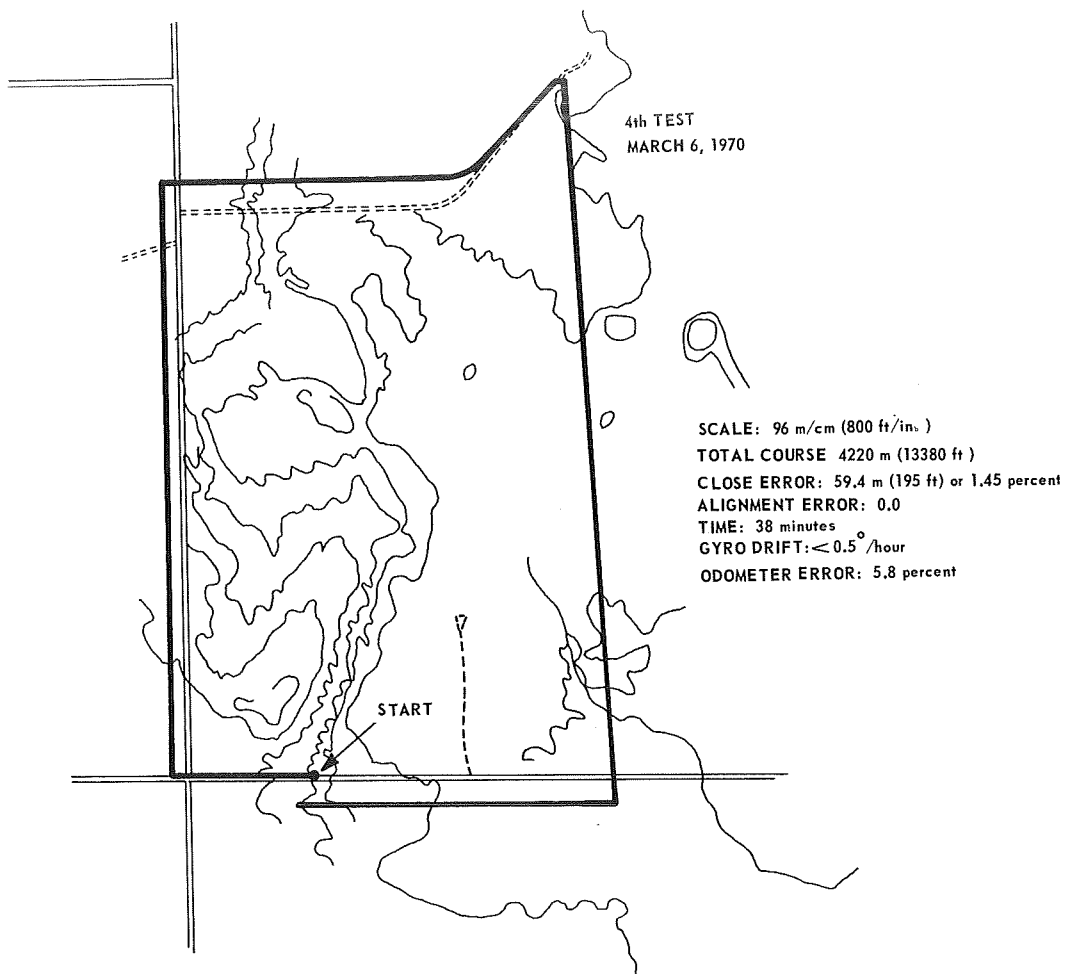 4th TEST
MARCH 6, 1970
SCALE: 96 m/cm (800 ft/in.)
TOTAL COURSE 4220 m (13380 ft)
CLOSE ERROR: 59.4 m (195 ft) or 1.45 percent
ALIGNMENT ERROR: 0.0
TIME: 38 minutes
GYRO DRIFT: < 0.5°/hour
ODOMETER ERROR: 5.8 percent
START